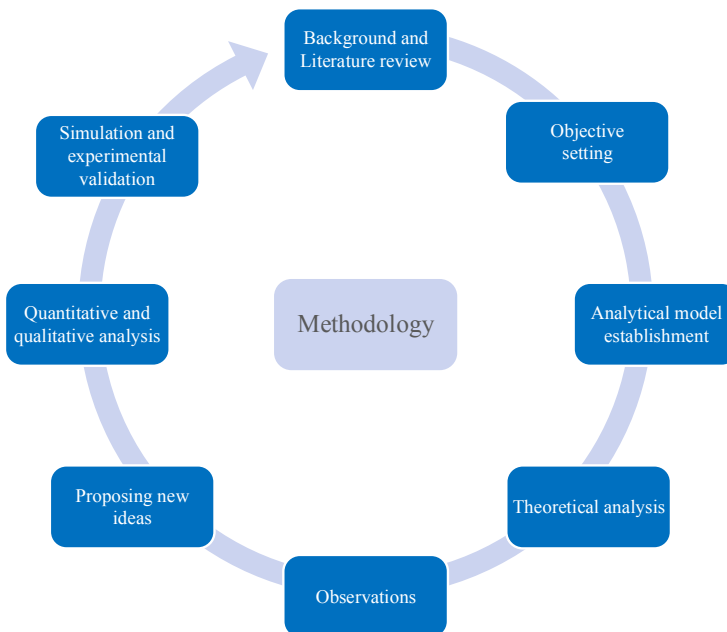 Background and
Literature review
Objective
setting
Analytical model
establishment
Theoretical analysis
Observations
Proposing new
ideas
Quantitative and
qualitative analysis
Simulation and
experimental
validation
Methodology